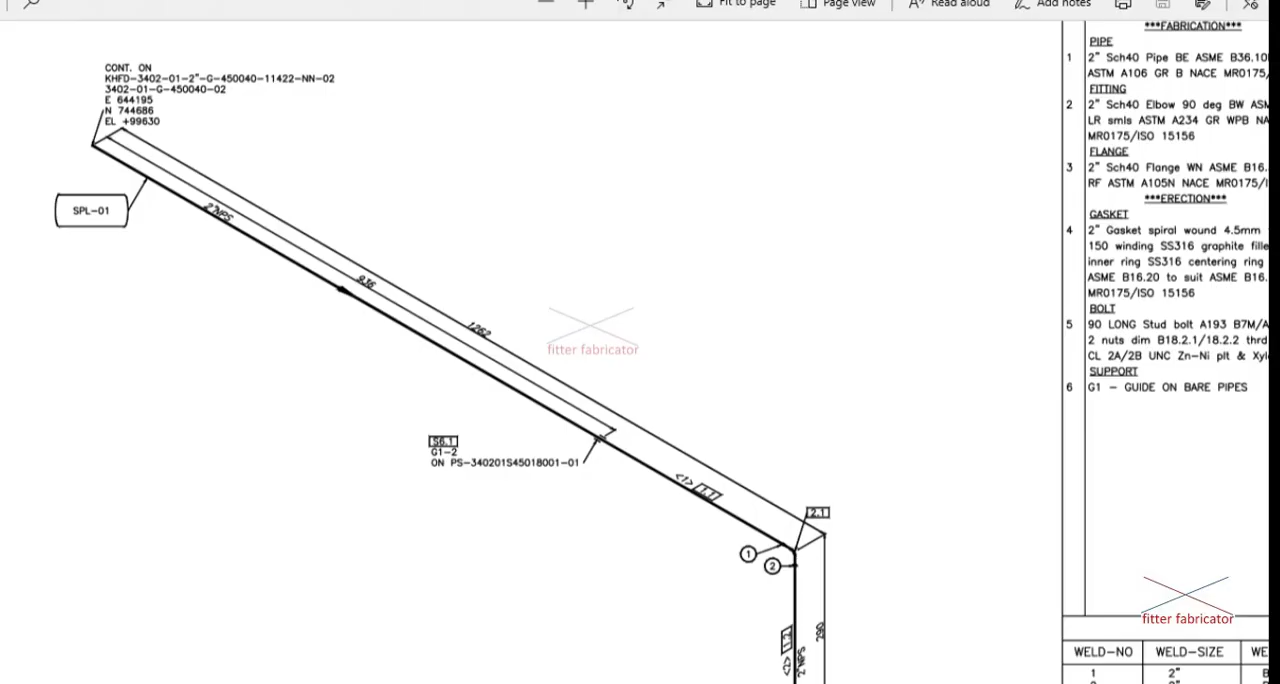 Fit to page
Page view
Read aloud
Add notes
CONT. ON
KHFD-3402-01-2"-G-450040-11422-NN-02
3402-01-G-450040-02
E 644195
N 744686
EL +99630
SPL-01
2"NPS
936
1262
fitter fabricator
S6.1
G1-2
ON PS-340201S45018001-01
<1> 1.1
2.1
1
2
<2> 1.2
2"NPS
290
***FABRICATION***
PIPE
1 2" Sch40 Pipe BE ASME B36.10
ASTM A106 GR B NACE MR0175/
FITTING
2 2" Sch40 Elbow 90 deg BW ASM
LR smls ASTM A234 GR WPB NA
MR0175/ISO 15156
FLANGE
3 2" Sch40 Flange WN ASME B16.
RF ASTM A105N NACE MR0175/I
***ERECTION***
GASKET
4 2" Gasket spiral wound 4.5mm
150 winding SS316 graphite fille
inner ring SS316 centering ring
ASME B16.20 to suit ASME B16.
MR0175/ISO 15156
BOLT
5 90 LONG Stud bolt A193 B7M/A
2 nuts dim B18.2.1/18.2.2 thrd
CL 2A/2B UNC Zn-Ni plt & Xyl
SUPPORT
6 G1 - GUIDE ON BARE PIPES
fitter fabricator
WELD-NO WELD-SIZE WE
1 2" B